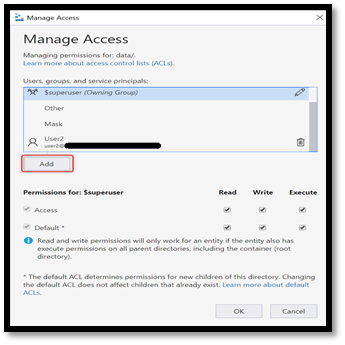 Manage Access
Manage Access
Managing permissions for: data/.
Learn more about access control lists (ACLs).
Users, groups, and service principals:
$superuser (Owning Group)
Other
Mask
User2
user2@
Add
Permissions for: $superuser Read Write Execute
Access
Default *
Read and write permissions will only work for an entity if the entity also has
execute permissions on all parent directories, including the container (root
directory).
* The default ACL determines permissions for new children of this directory. Changing
the default ACL does not affect children that already exist. Learn more about default
ACLs.
OK Cancel